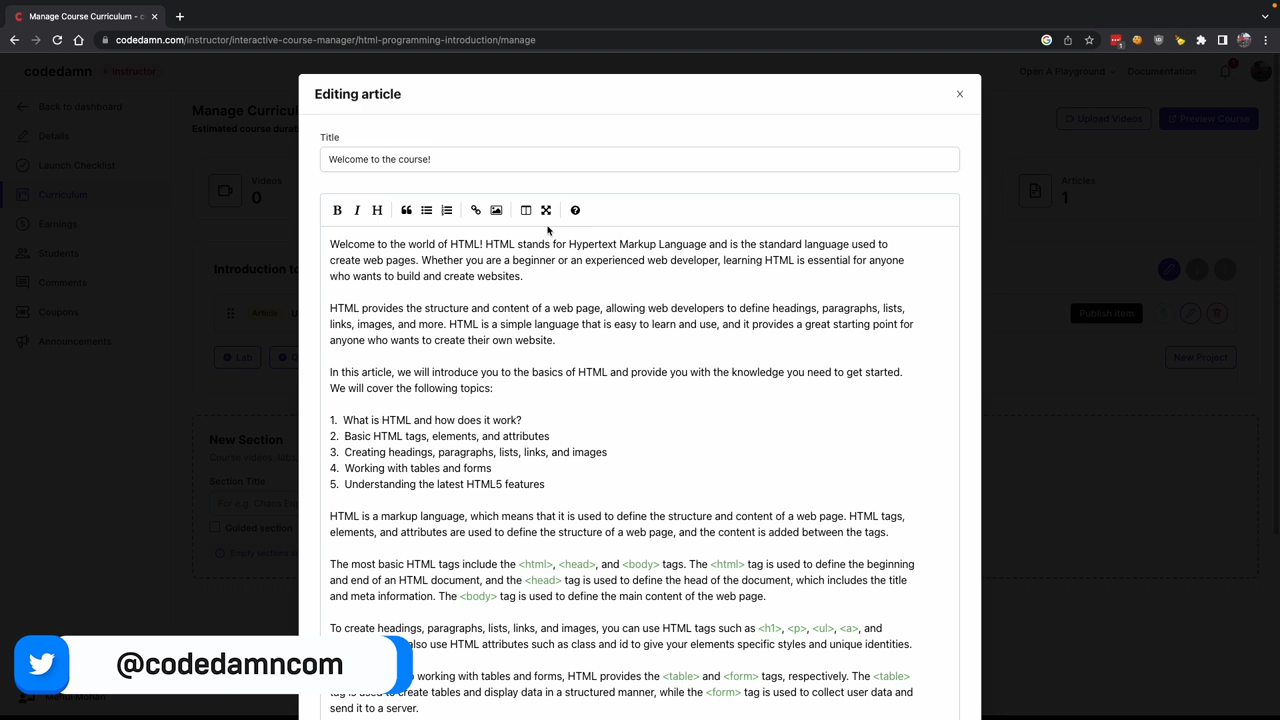 Manage Course Curriculum - c
codedamn.com/instructor/interactive-course-manager/html-programming-introduction/manage
codedamn
Instructor
Open A Playground
Documentation
Back to dashboard
Details
Launch Checklist
Curriculum
Earnings
Students
Comments
Coupons
Announcements
Manage Curricul
Estimated course durat
Upload Videos
Preview Course
Videos
0
Articles
1
Introduction to
Article
Publish item
Lab
New Project
New Section
Section Title
Guided section
Editing article
Title
Welcome to the course!
B I H
Welcome to the world of HTML! HTML stands for Hypertext Markup Language and is the standard language used to
create web pages. Whether you are a beginner or an experienced web developer, learning HTML is essential for anyone
who wants to build and create websites.
HTML provides the structure and content of a web page, allowing web developers to define headings, paragraphs, lists,
links, images, and more. HTML is a simple language that is easy to learn and use, and it provides a great starting point for
anyone who wants to create their own website.
In this article, we will introduce you to the basics of HTML and provide you with the knowledge you need to get started.
We will cover the following topics:
1. What is HTML and how does it work?
2. Basic HTML tags, elements, and attributes
3. Creating headings, paragraphs, lists, links, and images
4. Working with tables and forms
5. Understanding the latest HTML5 features
HTML is a markup language, which means that it is used to define the structure and content of a web page. HTML tags,
elements, and attributes are used to define the structure of a web page, and the content is added between the tags.
The most basic HTML tags include the <html>, <head>, and <body> tags. The <html> tag is used to define the beginning
and end of an HTML document, and the <head> tag is used to define the head of the document, which includes the title
and meta information. The <body> tag is used to define the main content of the web page.
To create headings, paragraphs, lists, links, and images, you can use HTML tags such as <h1>, <p>, <ul>, <a>, and
also use HTML attributes such as class and id to give your elements specific styles and unique identities.
working with tables and forms, HTML provides the <table> and <form> tags, respectively. The <table>
tag is used to create tables and display data in a structured manner, while the <form> tag is used to collect user data and
send it to a server.
@codedamncom